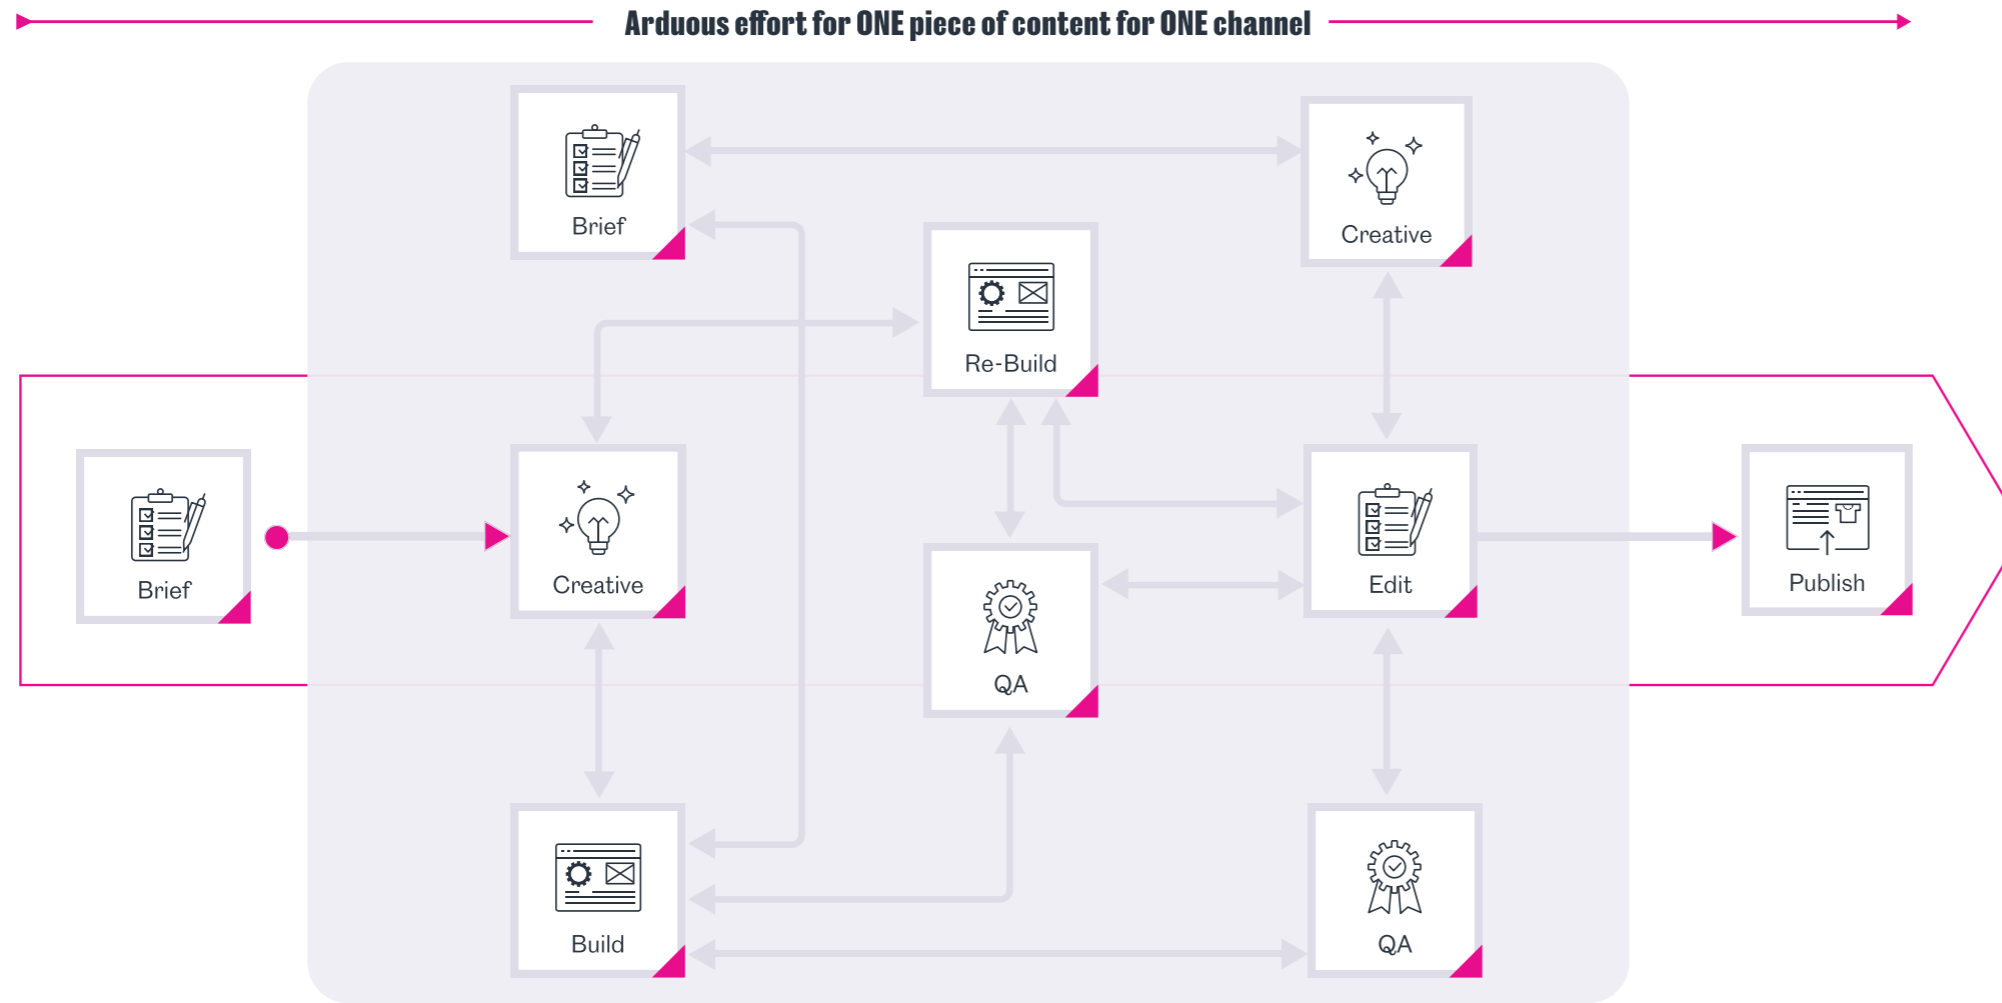 Arduous effort for ONE piece of content for ONE channel
Brief
Creative
Re-Build
Brief
Creative
Edit
Publish
QA
Build
QA